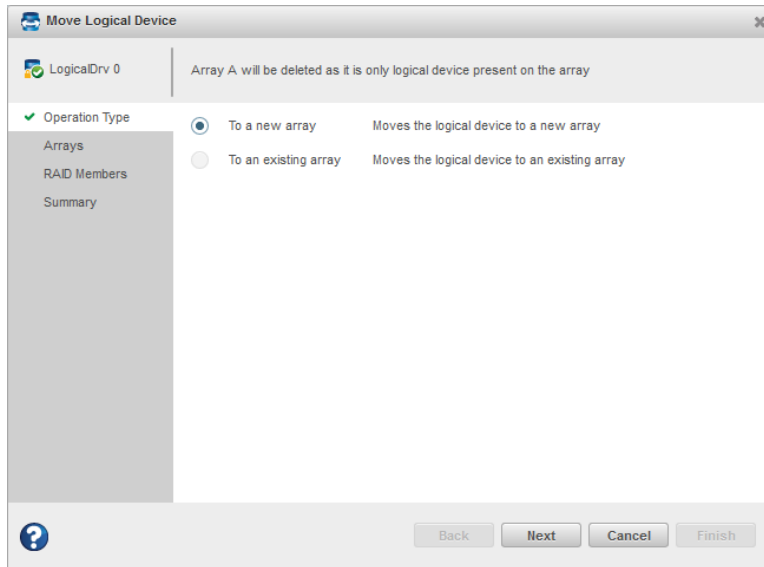 Move Logical Device
LogicalDrv 0
Array A will be deleted as it is only logical device present on the array
Operation Type
Arrays
RAID Members
Summary
To a new array Moves the logical device to a new array
To an existing array Moves the logical device to an existing array
? Back Next Cancel Finish